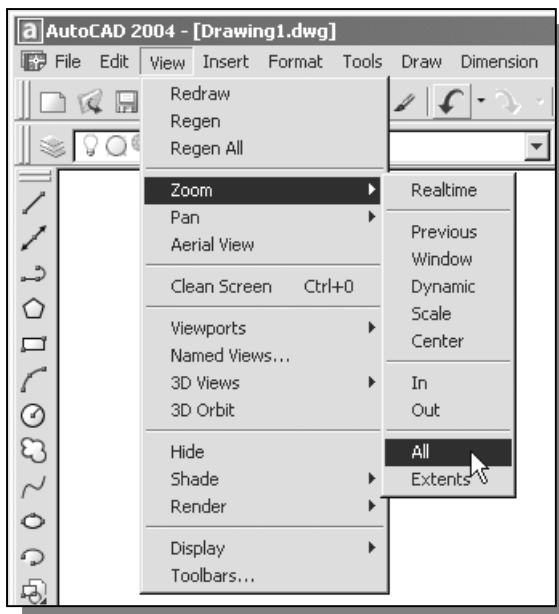 a AutoCAD 2004 - [Drawing1.dwg]
File Edit View Insert Format Tools Draw Dimension
Redraw
Regen
Regen All
Zoom
Pan
Aerial View
Clean Screen Ctrl+0
Viewports
Named Views...
3D Views
3D Orbit
Hide
Shade
Render
Display
Toolbars...
Realtime
Previous
Window
Dynamic
Scale
Center
In
Out
All
Extents